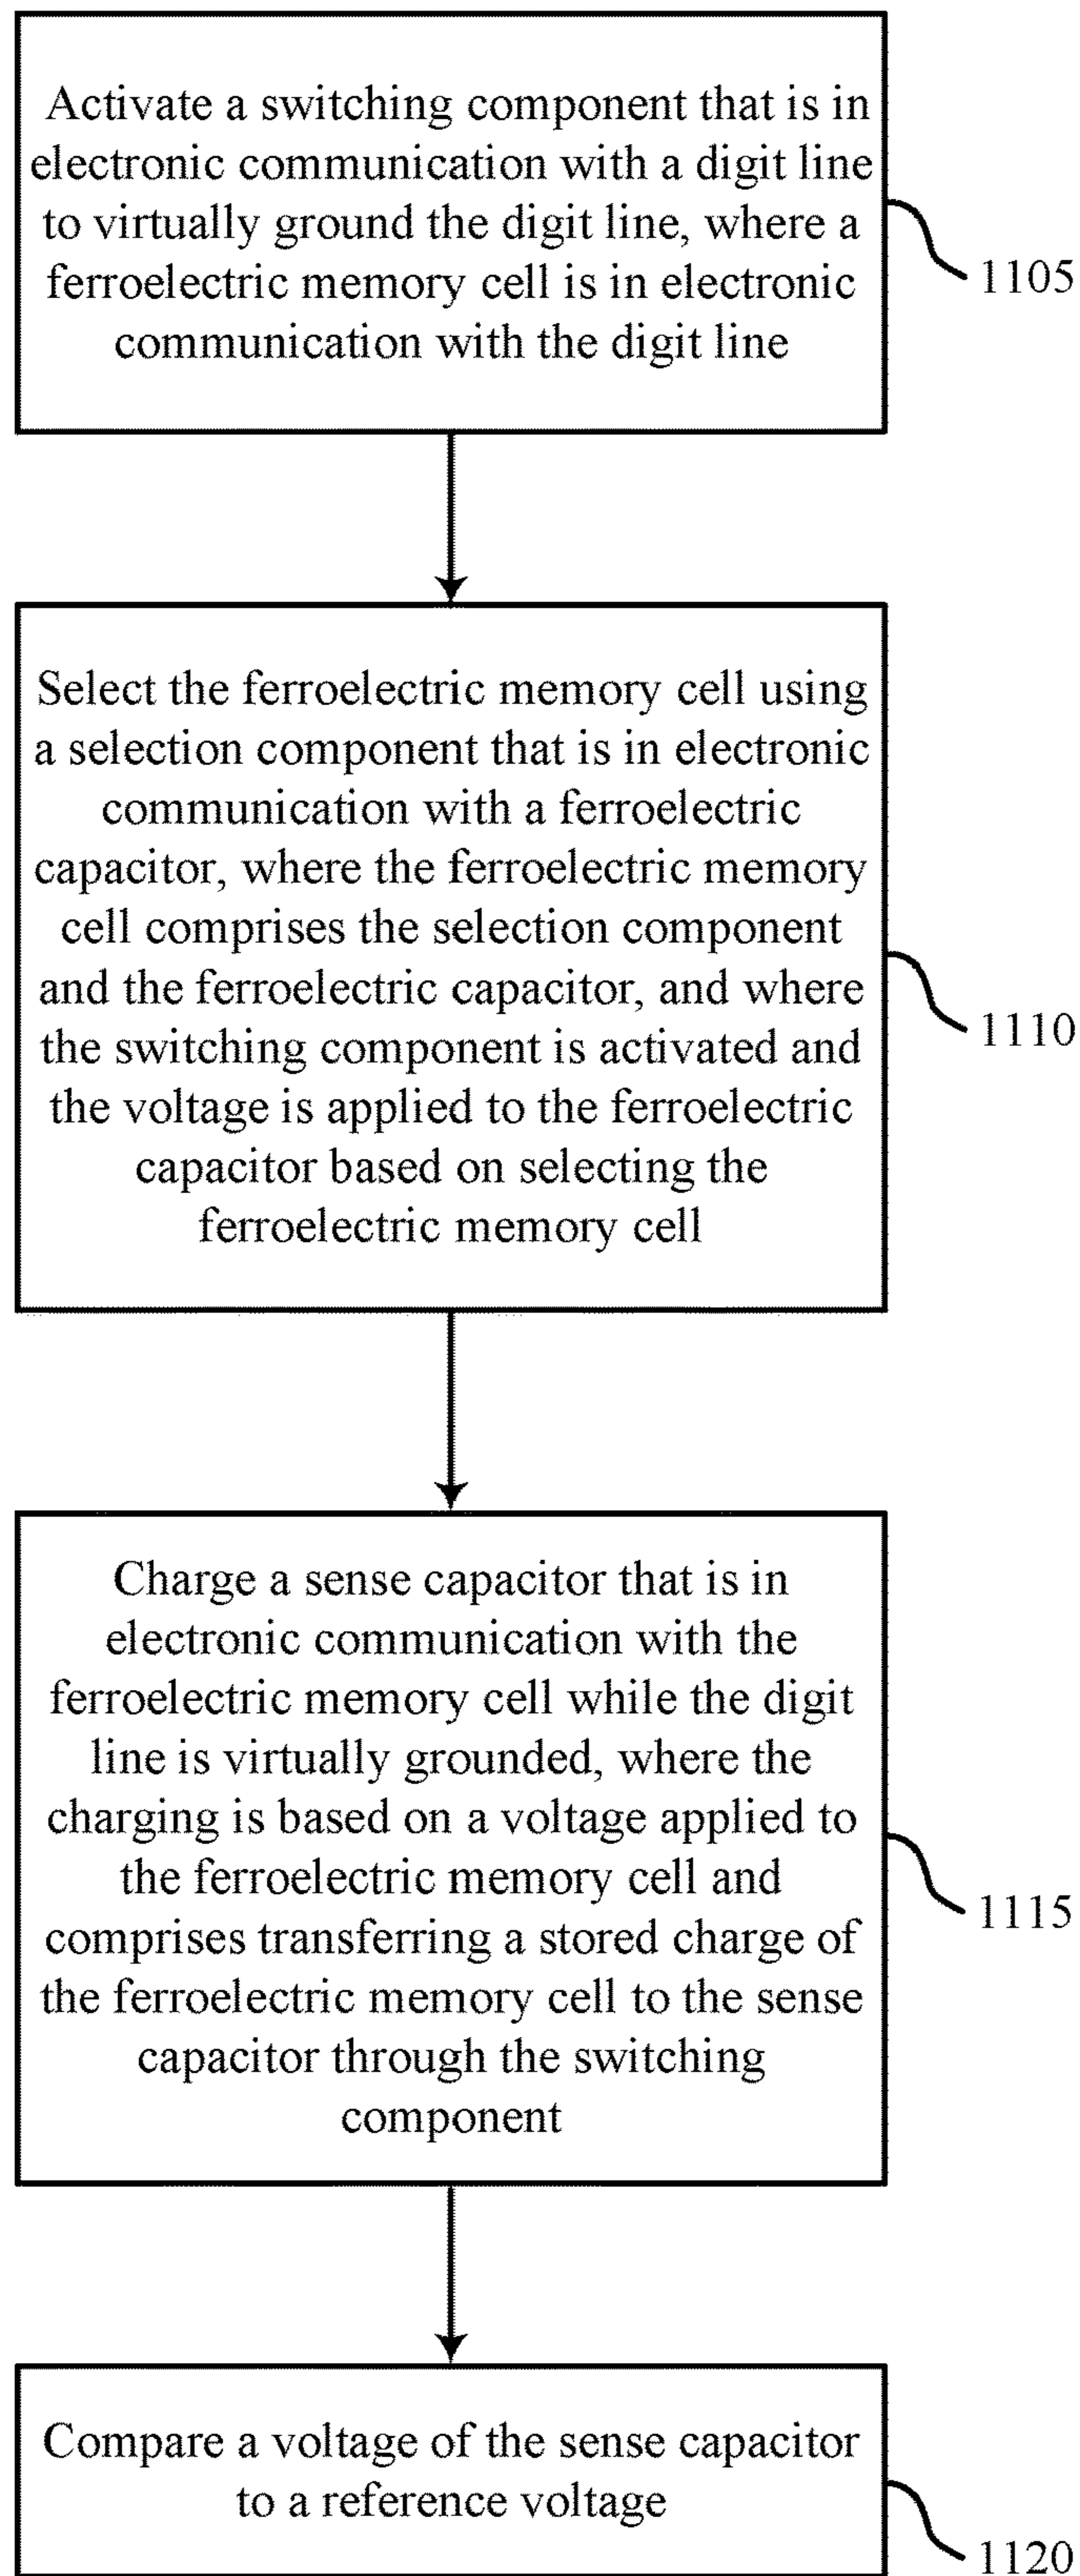 Activate a switching component that is in
electronic communication with a digit line
to virtually ground the digit line, where a
ferroelectric memory cell is in electronic
communication with the digit line
1105
Select the ferroelectric memory cell using
a selection component that is in electronic
communication with a ferroelectric
capacitor, where the ferroelectric memory
cell comprises the selection component
and the ferroelectric capacitor, and where
the switching component is activated and
the voltage is applied to the ferroelectric
capacitor based on selecting the
ferroelectric memory cell
1110
Charge a sense capacitor that is in
electronic communication with the
ferroelectric memory cell while the digit
line is virtually grounded, where the
charging is based on a voltage applied to
the ferroelectric memory cell and
comprises transferring a stored charge of
the ferroelectric memory cell to the sense
capacitor through the switching
component
1115
Compare a voltage of the sense capacitor
to a reference voltage
1120